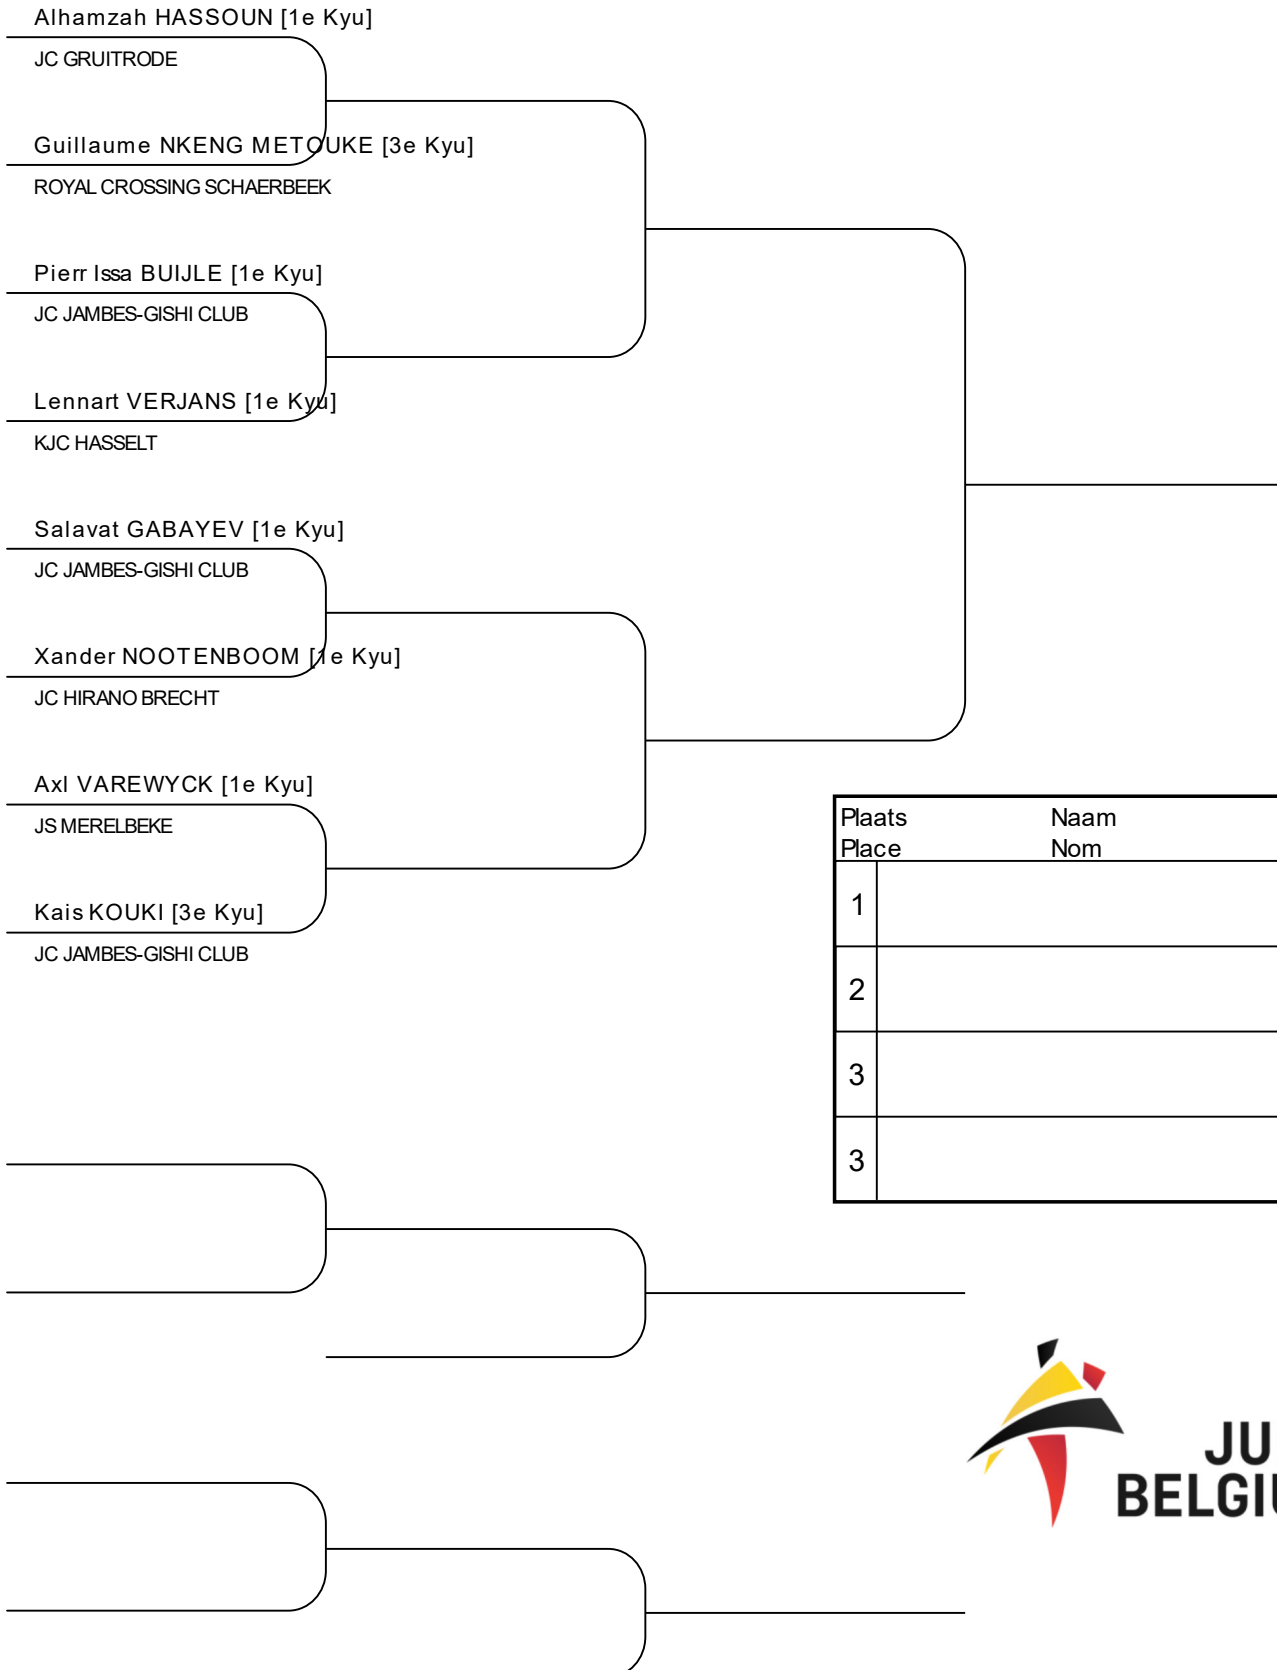 Alhamzah HASSOUN [1e Kyu]
JC GRUITRODE
Guillaume NKENG METOUKE [3e Kyu]
ROYAL CROSSING SCHAERBEEK
Pierr Issa BUIJLE [1e Kyu]
JC JAMBES-GISHI CLUB
Lennart VERJANS [1e Kyu]
KJC HASSELT
Salavat GABAYEV [1e Kyu]
JC JAMBES-GISHI CLUB
Xander NOOTENBOOM [1e Kyu]
JC HIRANO BRECHT
Axl VAREWYCK [1e Kyu]
JS MERELBEKE
Kais KOUKI [3e Kyu]
JC JAMBES-GISHI CLUB
Plaats Naam
Place Nom
1
2
3
3
JU
BELGIU